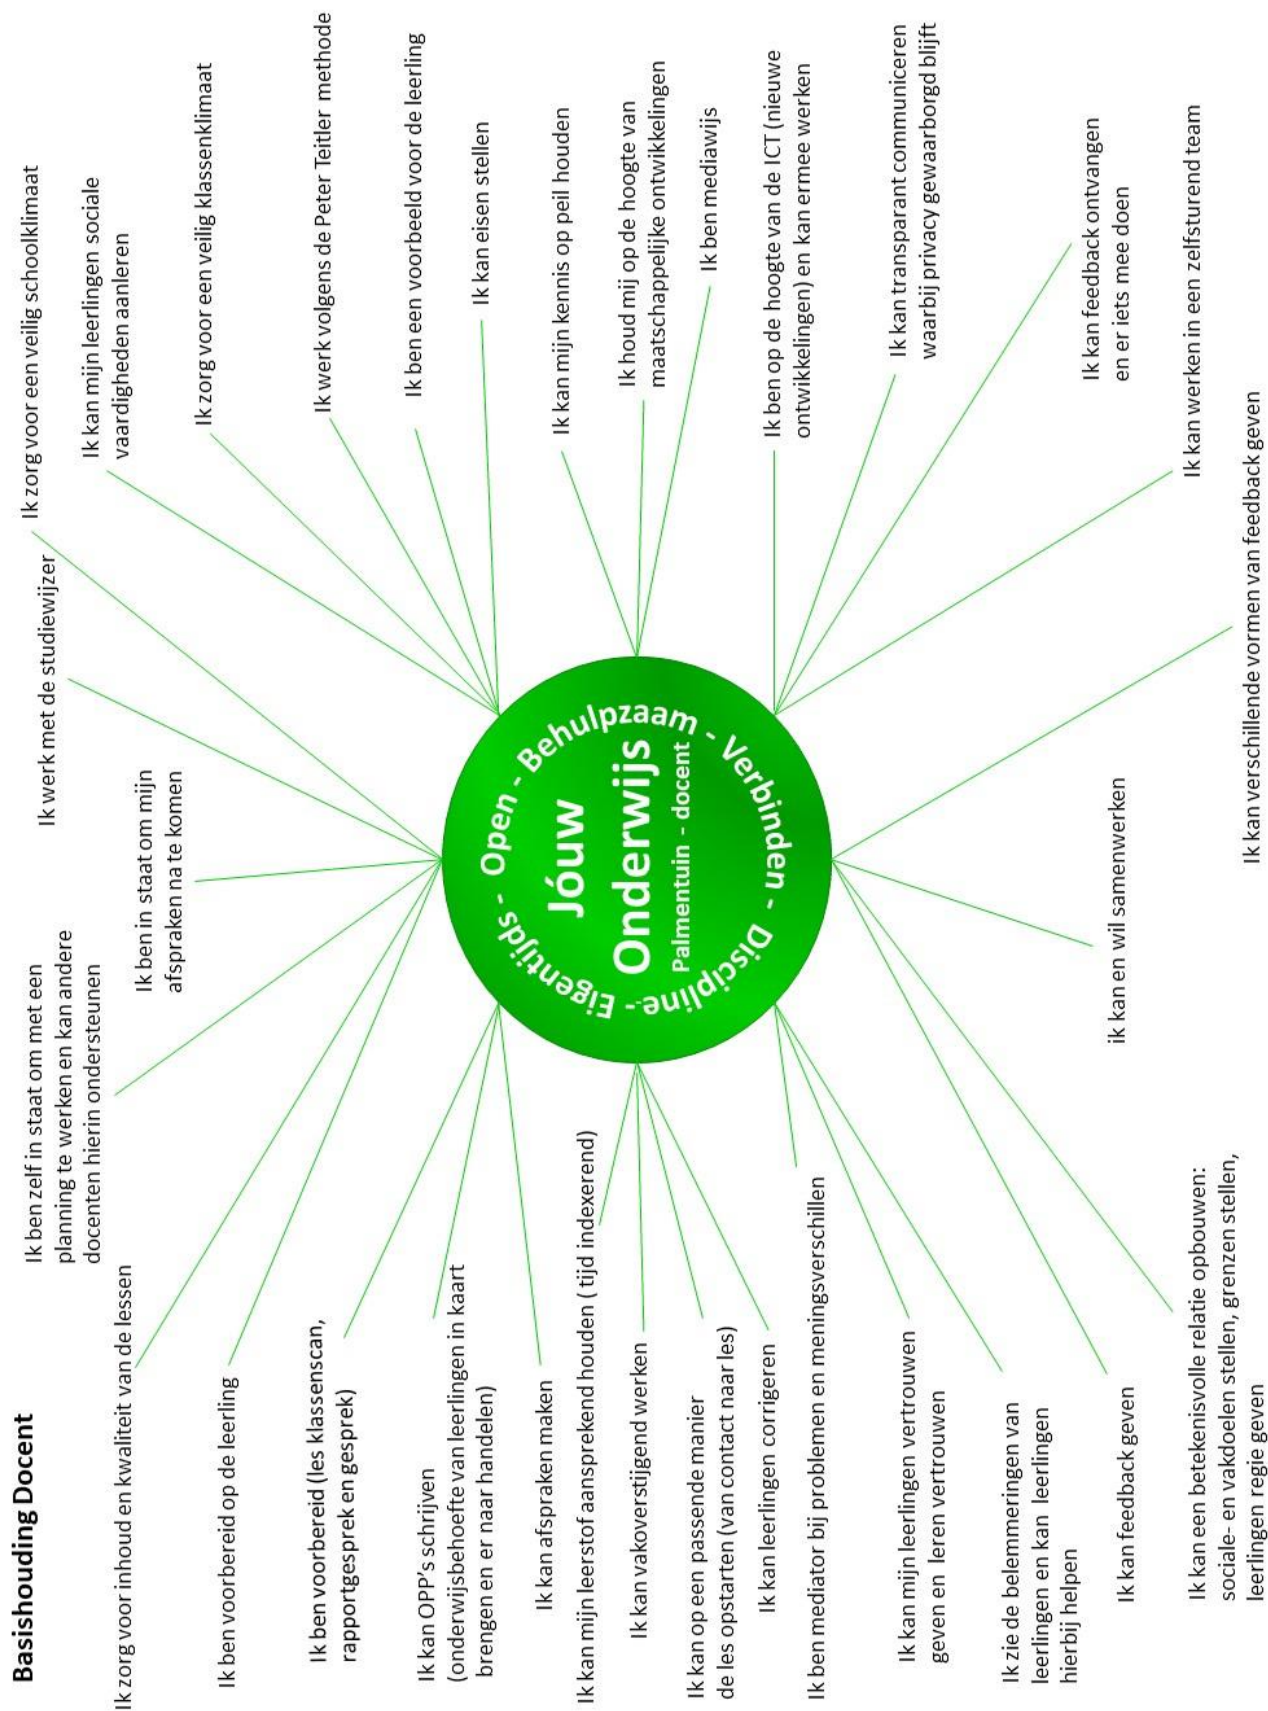 Basishouding Docent
Ik ben zelf in staat om met een
planning te werken en kan andere
docenten hierin ondersteunen
Ik werk met de studiewijzer
Ik zorg voor een veilig schoolklimaat
Ik ben in staat om mijn
afspraken na te komen
Ik kan mijn leerlingen sociale
vaardigheden aanleren
Ik zorg voor een veilig klassenklimaat
Ik werk volgens de Peter Teitler methode
Ik ben een voorbeeld voor de leerling
Ik kan eisen stellen
Ik kan mijn kennis op peil houden
Ik houd mij op de hoogte van
maatschappelijke ontwikkelingen
Ik ben mediawijs
Ik ben op de hoogte van de ICT (nieuwe
ontwikkelingen) en kan ermee werken
Ik kan transparant communiceren
waarbij privacy gewaarborgd blijft
Ik kan feedback ontvangen
en er iets mee doen
Ik kan werken in een zelfsturend team
Ik kan verschillende vormen van feedback geven
ik kan en wil samenwerken
Ik zorg voor inhoud en kwaliteit van de lessen
Ik ben voorbereid op de leerling
Ik ben voorbereid (les klassenscan,
rapportgesprek en gesprek)
Ik kan OPP's schrijven
(onderwijsbehoefte van leerlingen in kaart
brengen en er naar handelen)
Ik kan afspraken maken
Ik kan mijn leerstof aansprekend houden ( tijd indexerend)
Ik kan vakoverstijgend werken
Ik kan op een passende manier
de les opstarten (van contact naar les)
Ik kan leerlingen corrigeren
Ik ben mediator bij problemen en meningsverschillen
Ik kan mijn leerlingen vertrouwen
geven en leren vertrouwen
Ik zie de belemmeringen van
leerlingen en kan leerlingen
hierbij helpen
Ik kan feedback geven
Ik kan een betekenisvolle relatie opbouwen:
sociale- en vakdoelen stellen, grenzen stellen,
leerlingen regie geven
Open - Behulpzaam - Verbinden - Discipline - Eigentijds -
Jóuw
Onderwijs
Palmentuin - docent